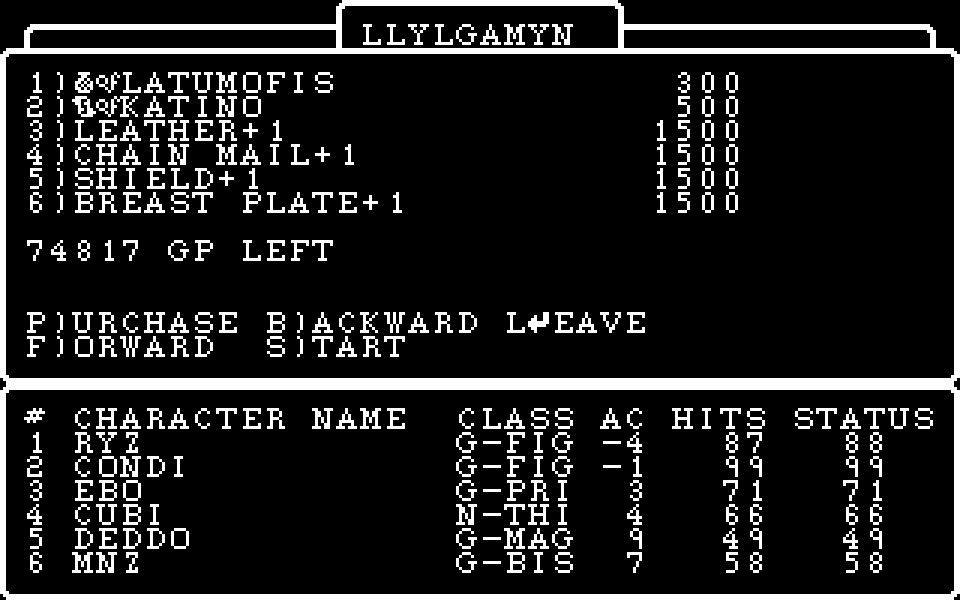 LLYLGAMYN
1)of LATUMOFIS 300
2)of KATINO 500
3)LEATHER+1 1500
4)CHAIN MAIL+1 1500
5)SHIELD+1 1500
6)BREAST PLATE+1 1500
74817 GP LEFT
P)URCHASE B)ACKWARD L↵EAVE
F)ORWARD S)TART
# CHARACTER NAME CLASS AC HITS STATUS
1 RYZ G-FIG -4 87 88
2 CONDI G-FIG -1 99 99
3 EBO G-PRI 3 71 71
4 CUBI N-THI 4 66 66
5 DEDDO G-MAG 9 49 49
6 MNZ G-BIS 7 58 58